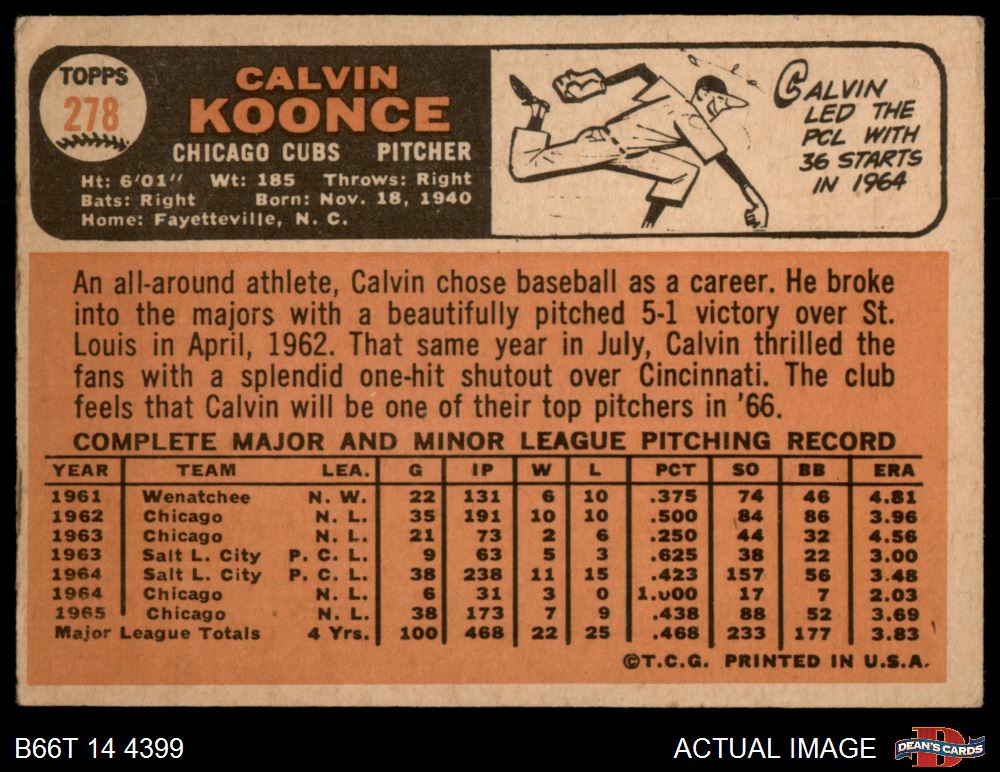 TOPPS
278
CALVIN
KOONCE
CHICAGO CUBS PITCHER
Ht: 6'01" Wt: 185 Throws: Right
Bats: Right Born: Nov. 18, 1940
Home: Fayetteville, N. C.
CALVIN
LED THE
PCL WITH
36 STARTS
IN 1964
An all-around athlete, Calvin chose baseball as a career. He broke
into the majors with a beautifully pitched 5-1 victory over St.
Louis in April, 1962. That same year in July, Calvin thrilled the
fans with a splendid one-hit shutout over Cincinnati. The club
feels that Calvin will be one of their top pitchers in '66.
COMPLETE MAJOR AND MINOR LEAGUE PITCHING RECORD
YEAR TEAM LEA. G IP W L PCT SO BB ERA
1961 Wenatchee N. W. 22 131 6 10 .375 74 46 4.81
1962 Chicago N. L. 35 191 10 10 .500 84 86 3.96
1963 Chicago N. L. 21 73 2 6 .250 44 32 4.56
1963 Salt L. City P. C. L. 9 63 5 3 .625 38 22 3.00
1964 Salt L. City P. C. L. 38 238 11 15 .423 157 56 3.48
1964 Chicago N. L. 6 31 3 0 1.000 17 7 2.03
1965 Chicago N. L. 38 173 7 9 .438 88 52 3.69
Major League Totals 4 Yrs. 100 468 22 25 .468 233 177 3.83
©T.C.G. PRINTED IN U.S.A.
B66T 14 4399
ACTUAL IMAGE
DEAN'S CARDS